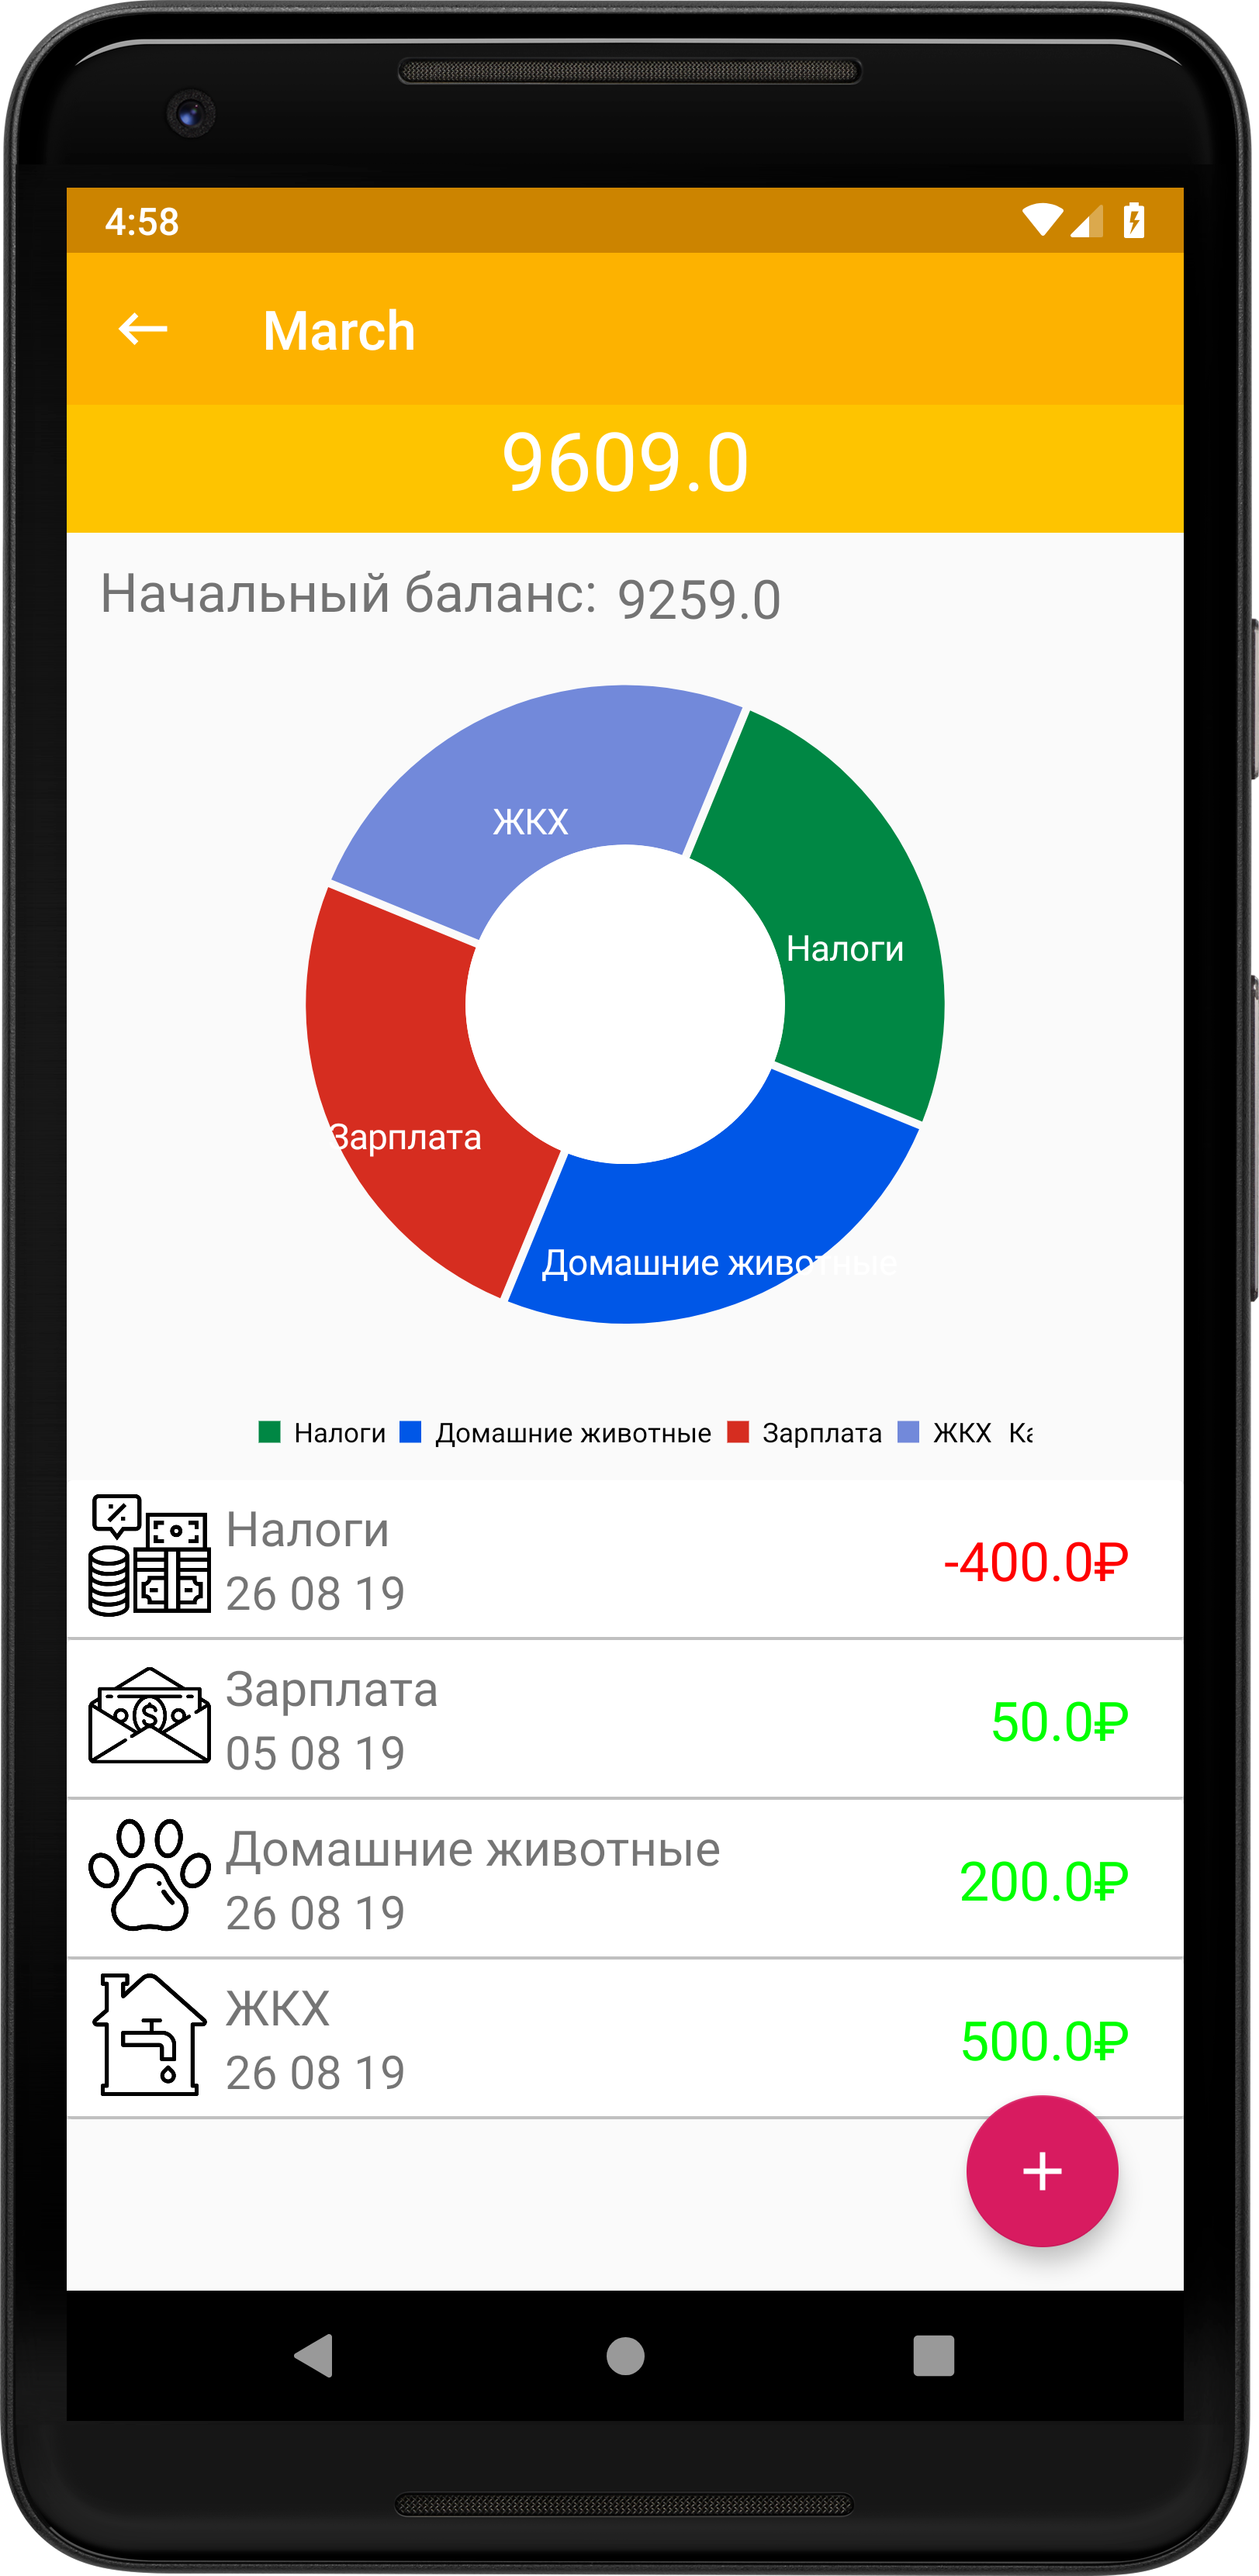 4:58
March
9609.0
Начальный баланс: 9259.0
ЖКХ
Налоги
Зарплата
Домашние животные
Налоги Домашние животные Зарплата ЖКХ
Налоги
26 08 19
-400.0₽
Зарплата
05 08 19
50.0₽
Домашние животные
26 08 19
200.0₽
ЖКХ
26 08 19
500.0₽